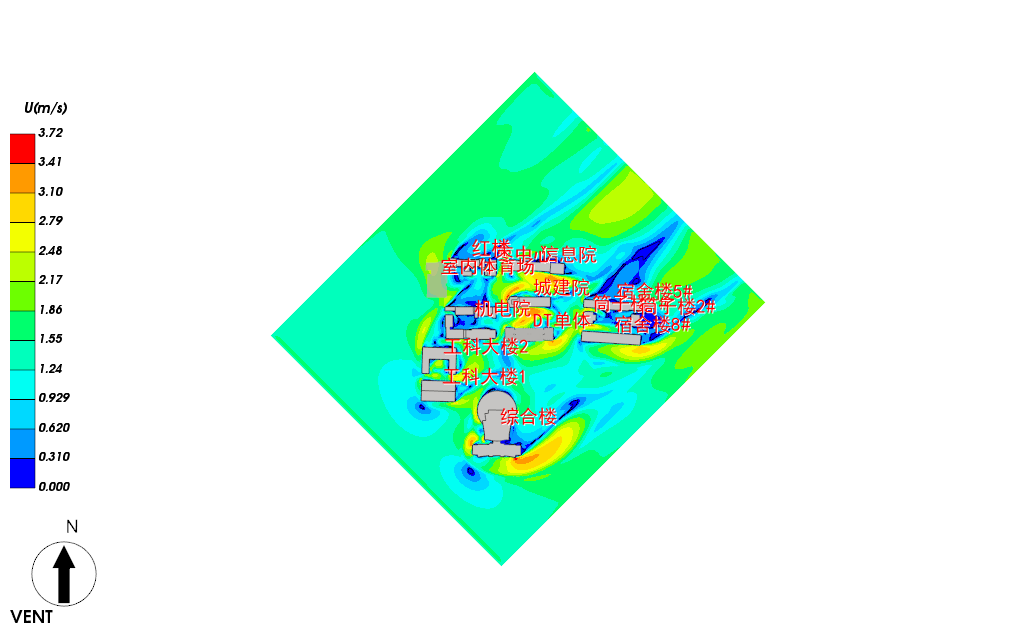 U(m/s)
3.72
3.41
3.10
2.79
2.48
2.17
1.86
1.55
1.24
0.929
0.620
0.310
0.000
N
VENT
红楼
信息院
室内体育场
城建院
宿舍楼5#
筒子楼2#
机电院
DT单体
宿舍楼8#
工科大楼2
工科大楼1
综合楼